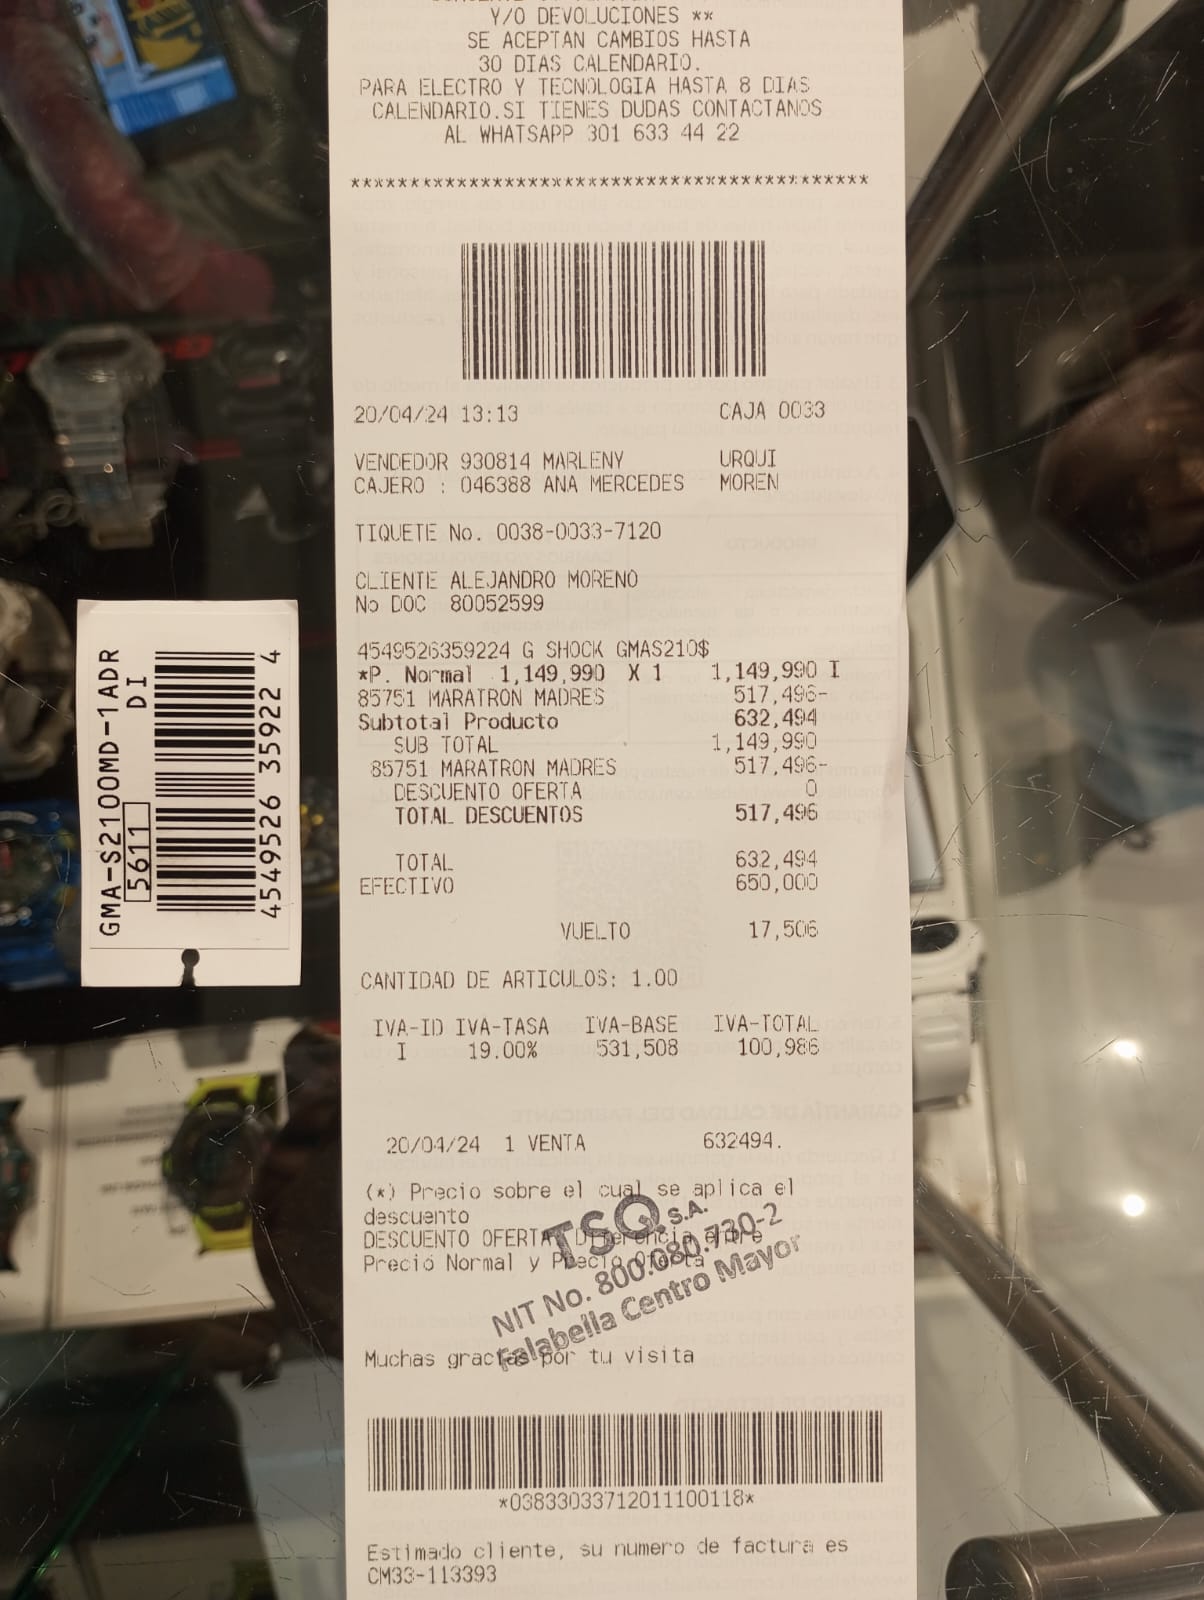 Y/O DEVOLUCIONES **
SE ACEPTAN CAMBIOS HASTA
30 DIAS CALENDARIO.
PARA ELECTRO Y TECNOLOGIA HASTA 8 DIAS
CALENDARIO.SI TIENES DUDAS CONTACTANOS
AL WHATSAPP 301 633 44 22
********************************************
20/04/24 13:13 CAJA 0033
VENDEDOR 930814 MARLENY URQUI
CAJERO : 046388 ANA MERCEDES MOREN
TIQUETE No. 0038-0033-7120
CLIENTE ALEJANDRO MORENO
No DOC 80052599
4549526359224 G SHOCK GMAS210$
*P. Normal 1,149,990 X 1 1,149,990 I
85751 MARATRON MADRES 517,496-
Subtotal Producto 632,494
SUB TOTAL 1,149,990
85751 MARATRON MADRES 517,496-
DESCUENTO OFERTA 0
TOTAL DESCUENTOS 517,496
TOTAL 632,494
EFECTIVO 650,000
VUELTO 17,506
CANTIDAD DE ARTICULOS: 1.00
IVA-ID IVA-TASA IVA-BASE IVA-TOTAL
I 19.00% 531,508 100,986
20/04/24 1 VENTA 632494.
(*) Precio sobre el cual se aplica el
descuento
DESCUENTO OFERTA: Diferencia entre
Precio Normal y Precio Oferta
TSQ S.A.
NIT No. 800.080.730-2
Falabella Centro Mayor
Muchas gracias por tu visita
*03833033712011100118*
Estimado cliente, su numero de factura es
CM33-113393
GMA-S2100MD-1ADR
DI
5611
4549526 35922 4